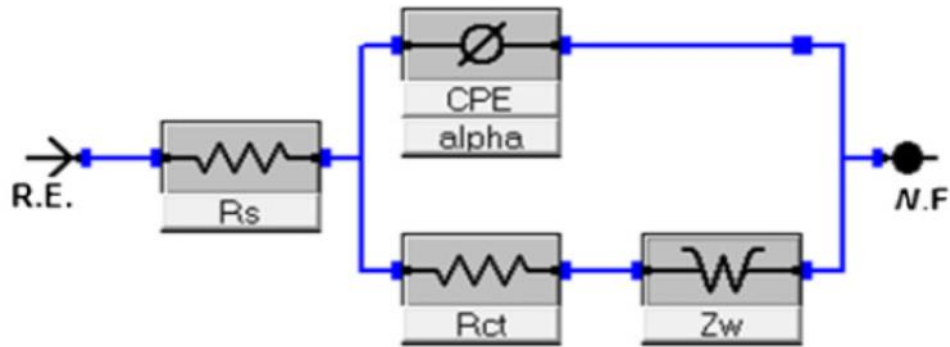 CPE
alpha
R.E.
Rs
N.F
Rct
Zw